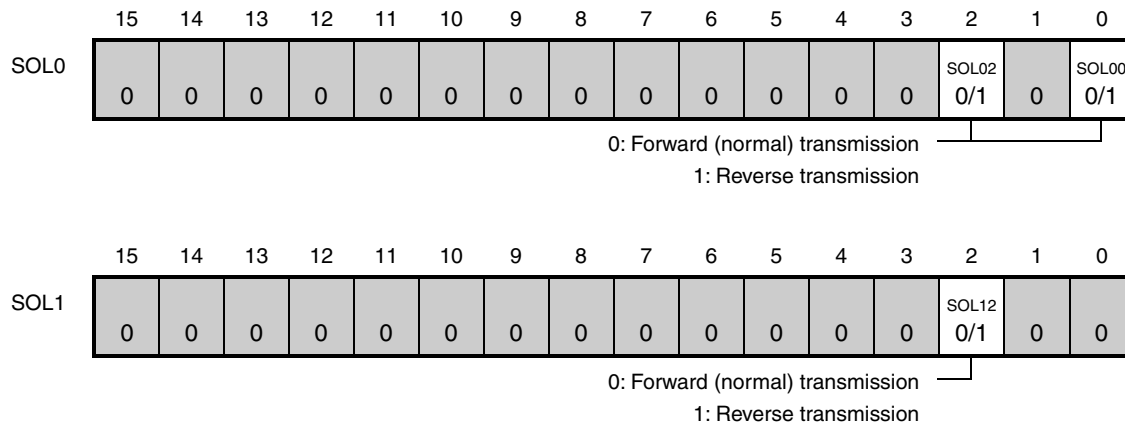 15 14 13 12 11 10 9 8 7 6 5 4 3 2 1 0
SOL0 0 0 0 0 0 0 0 0 0 0 0 0 0 SOL02 0/1 0 SOL00 0/1
0: Forward (normal) transmission
1: Reverse transmission
15 14 13 12 11 10 9 8 7 6 5 4 3 2 1 0
SOL1 0 0 0 0 0 0 0 0 0 0 0 0 0 SOL12 0/1 0 0
0: Forward (normal) transmission
1: Reverse transmission